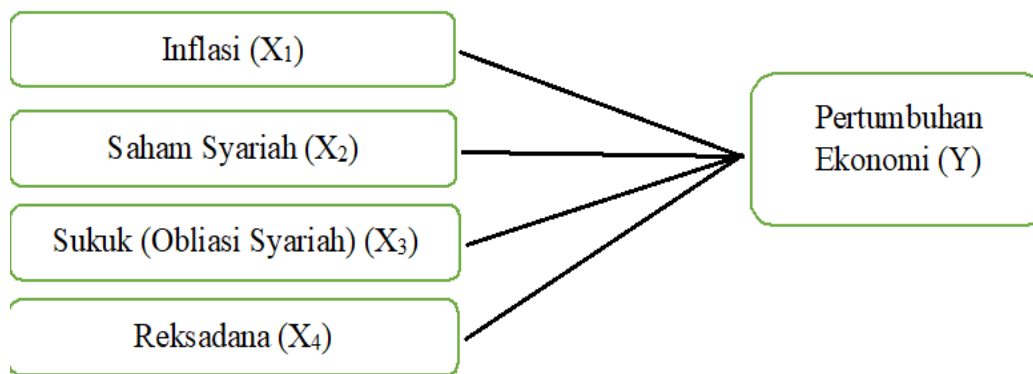 Inflasi (X₁)
Saham Syariah (X₂)
Sukuk (Obliasi Syariah) (X₃)
Reksadana (X₄)
Pertumbuhan
Ekonomi (Y)